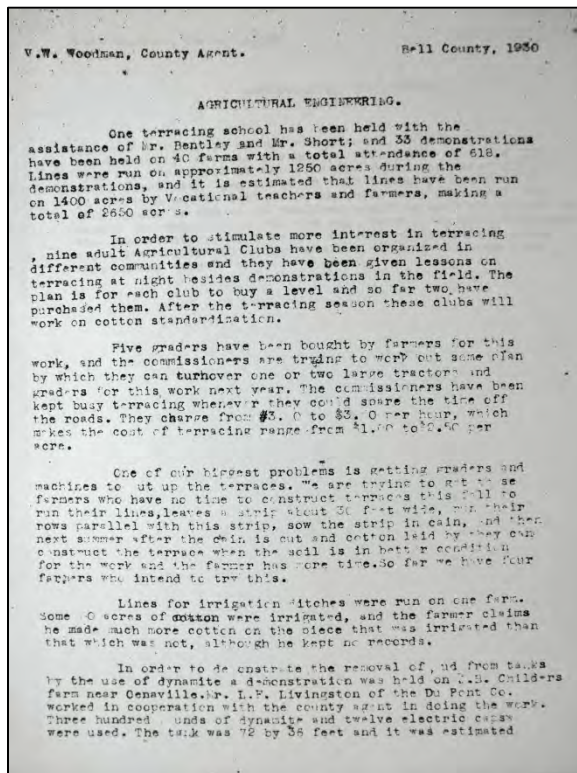 V.W. Woodman, County Agent. Bell County, 1930
AGRICULTURAL ENGINEERING.
One terracing school has been held with the
assistance of Mr. Bentley and Mr. Short; and 33 demonstrations
have been held on 40 farms with a total attendance of 618.
Lines were run on approximately 1250 acres during the
demonstrations, and it is estimated that lines have been run
on 1400 acres by Vocational teachers and farmers, making a
total of 2650 acres.
In order to stimulate more interest in terracing
, nine adult Agricultural Clubs have been organized in
different communities and they have been given lessons on
terracing at night besides demonstrations in the field. The
plan is for each club to buy a level and so far two have
purchased them. After the terracing season these clubs will
work on cotton standardization.
Five graders have been bought by farmers for this
work, and the commissioners are trying to work out some plan
by which they can turnover one or two large tractors and
graders for this work next year. The commissioners have been
kept busy terracing whenever they could spare the time off
the roads. They charge from to per hour, which
makes the cost of terracing range from to per
acre.
One of our biggest problems is getting graders and
machines to ut up the terraces. We are trying to get these
farmers who have no time to construct terraces this fall to
run their lines,leaves a strip about 30 feet wide, run their
rows parallel with this strip, sow the strip in cain, and then
next summer after the cain is cut and cotton laid by they can
construct the terrace when the soil is in better condition
for the work and the farmer has more time.So far we have four
farmers who intend to try this.
Lines for irrigation ditches were run on one farm.
Some acres of cotton were irrigated, and the farmer claims
he made much more cotton on the piece that was irrigated than
that which was not, although he kept no records.
In order to de onstrate the removal of ud from tanks
by the use of dynamite a demonstration was held on Childers
farm near Oenaville.Mr. L.F. Livingston of the Du Pont Co.
worked in cooperation with the county agent in doing the work.
Three hundred unds of dynamite and twelve electric caps
were used. The tank was 72 by 36 feet and it was estimated